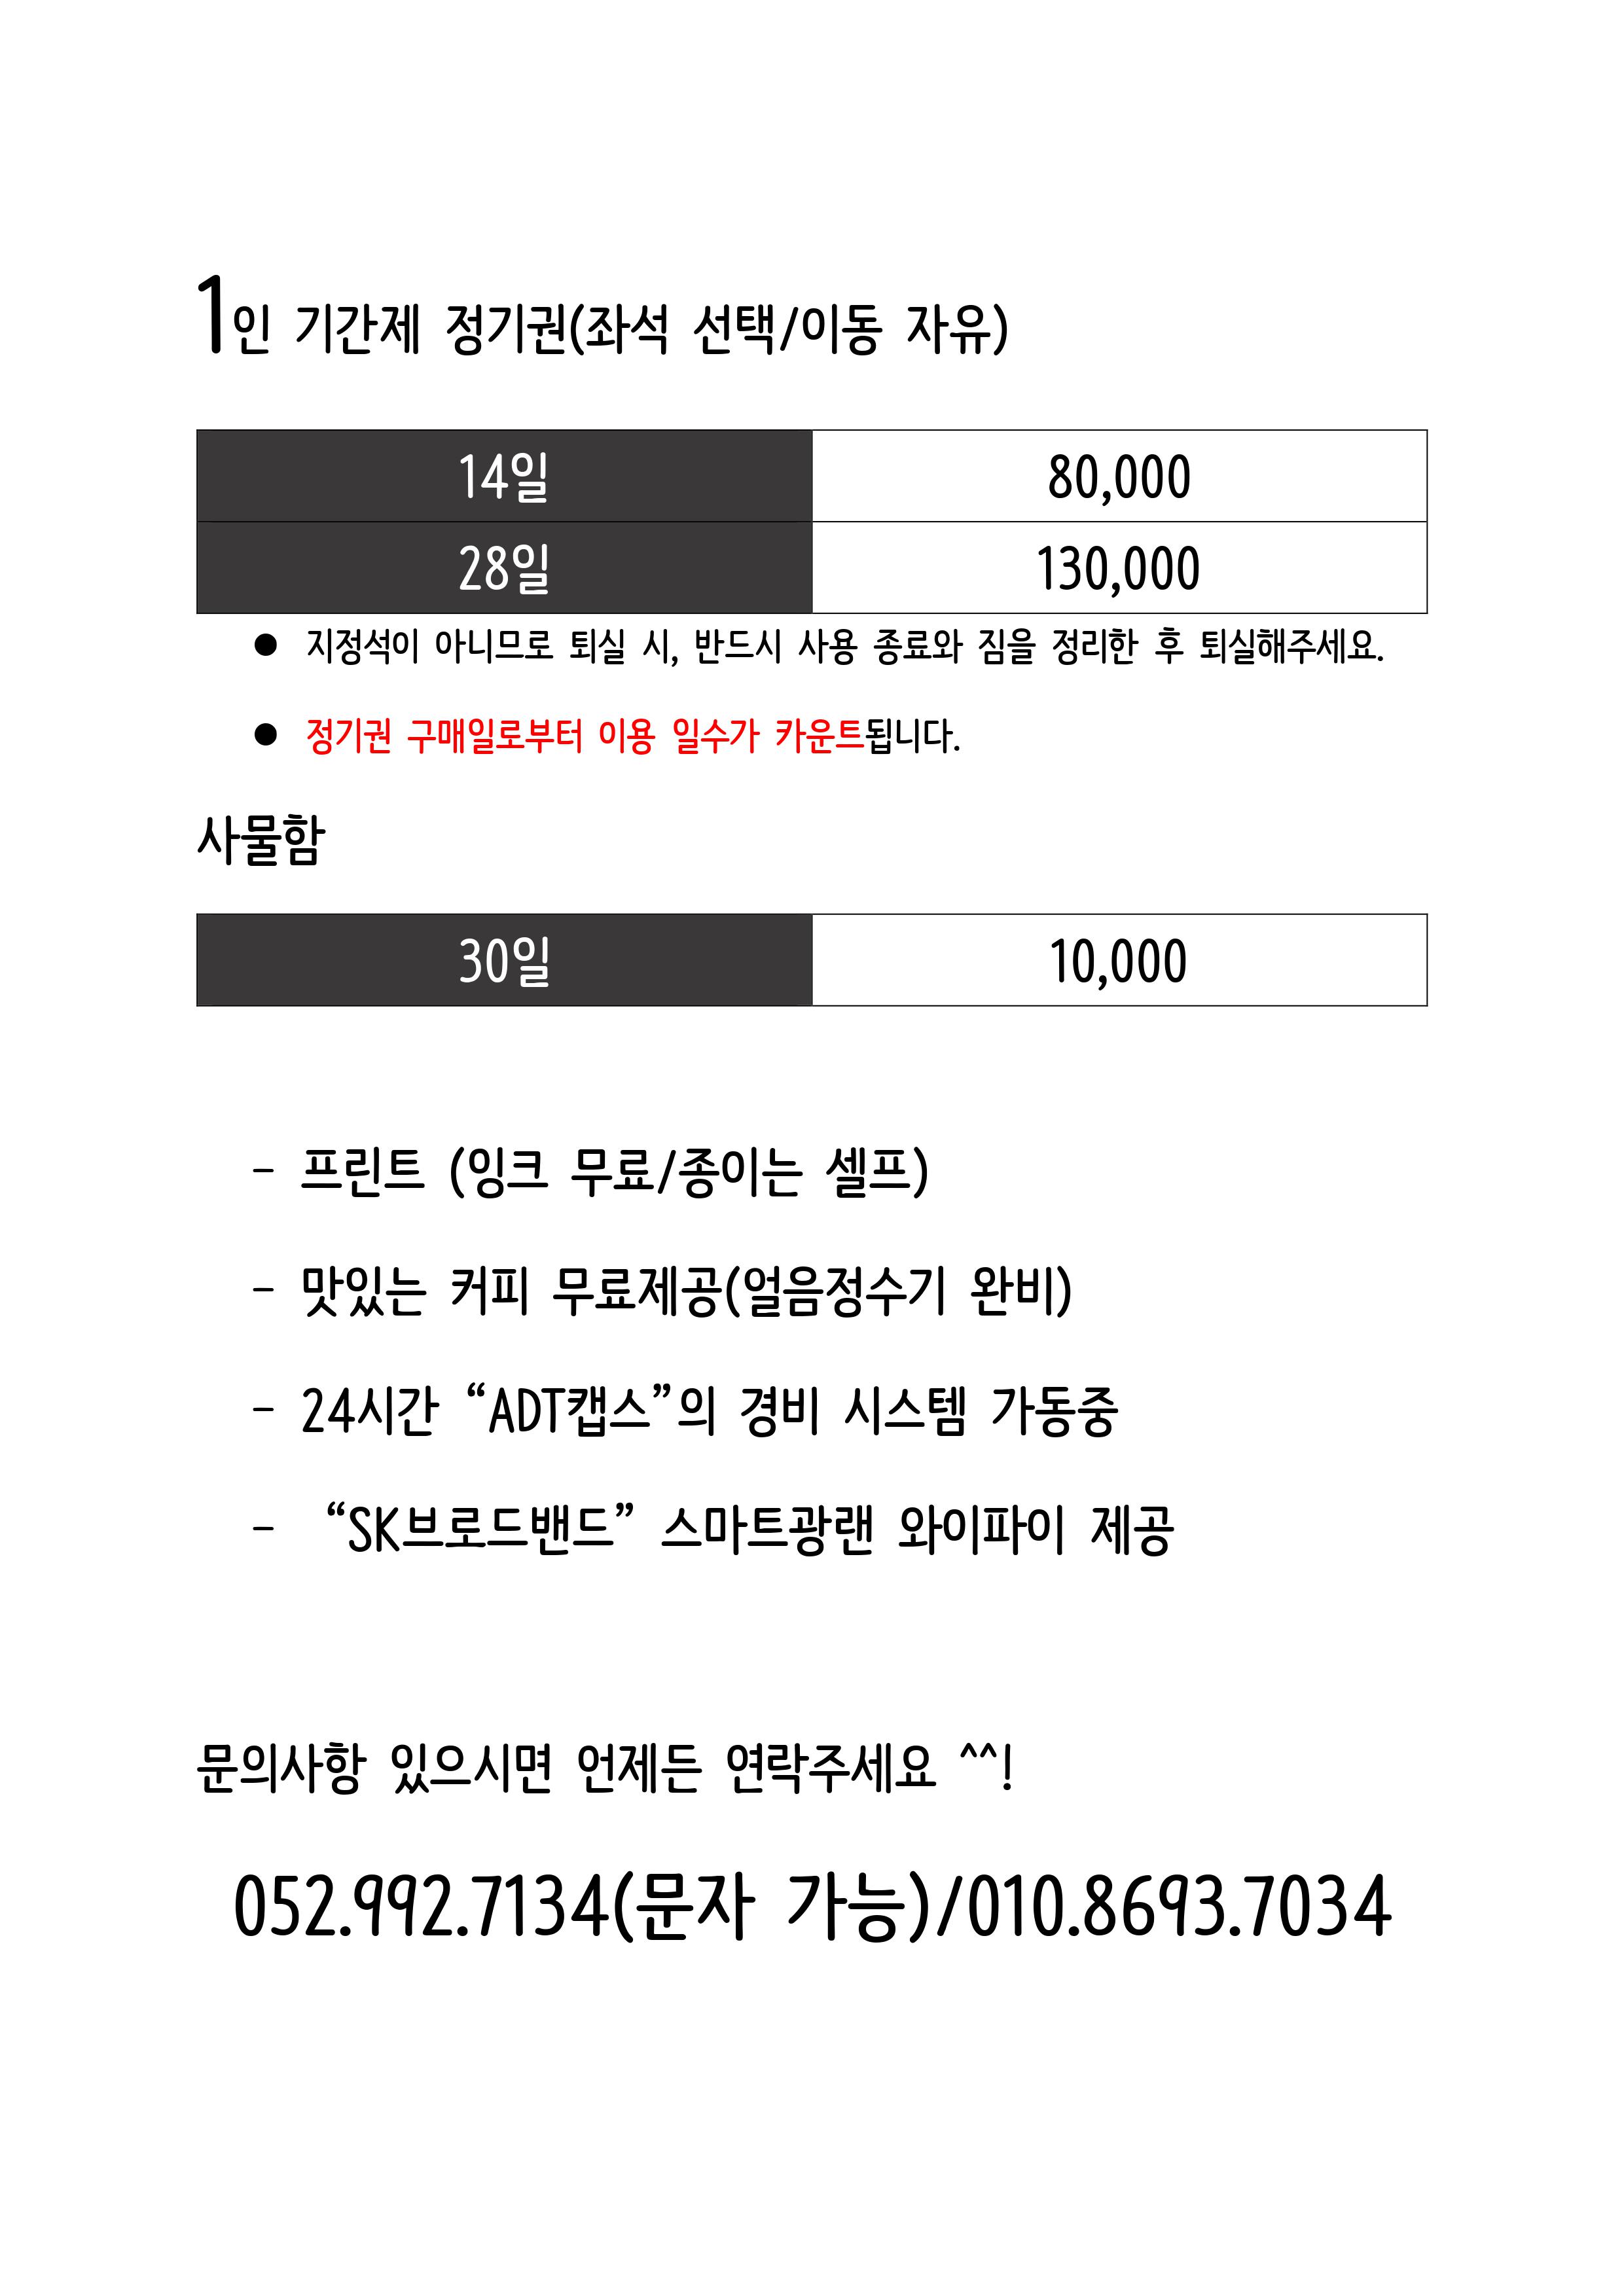 1인 기간제 정기권(좌석 선택/이동 자유)
14일 80,000
28일 130,000
● 지정석이 아니므로 퇴실 시, 반드시 사용 종료와 짐을 정리한 후 퇴실해주세요.
● 정기권 구매일로부터 이용 일수가 카운트됩니다.
사물함
30일 10,000
- 프린트 (잉크 무료/종이는 셀프)
- 맛있는 커피 무료제공(얼음정수기 완비)
- 24시간 “ADT캡스”의 경비 시스템 가동중
- “SK브로드밴드” 스마트광랜 와이파이 제공
문의사항 있으시면 언제든 연락주세요 ^^!
052.992.7134(문자 가능)/010.8693.7034